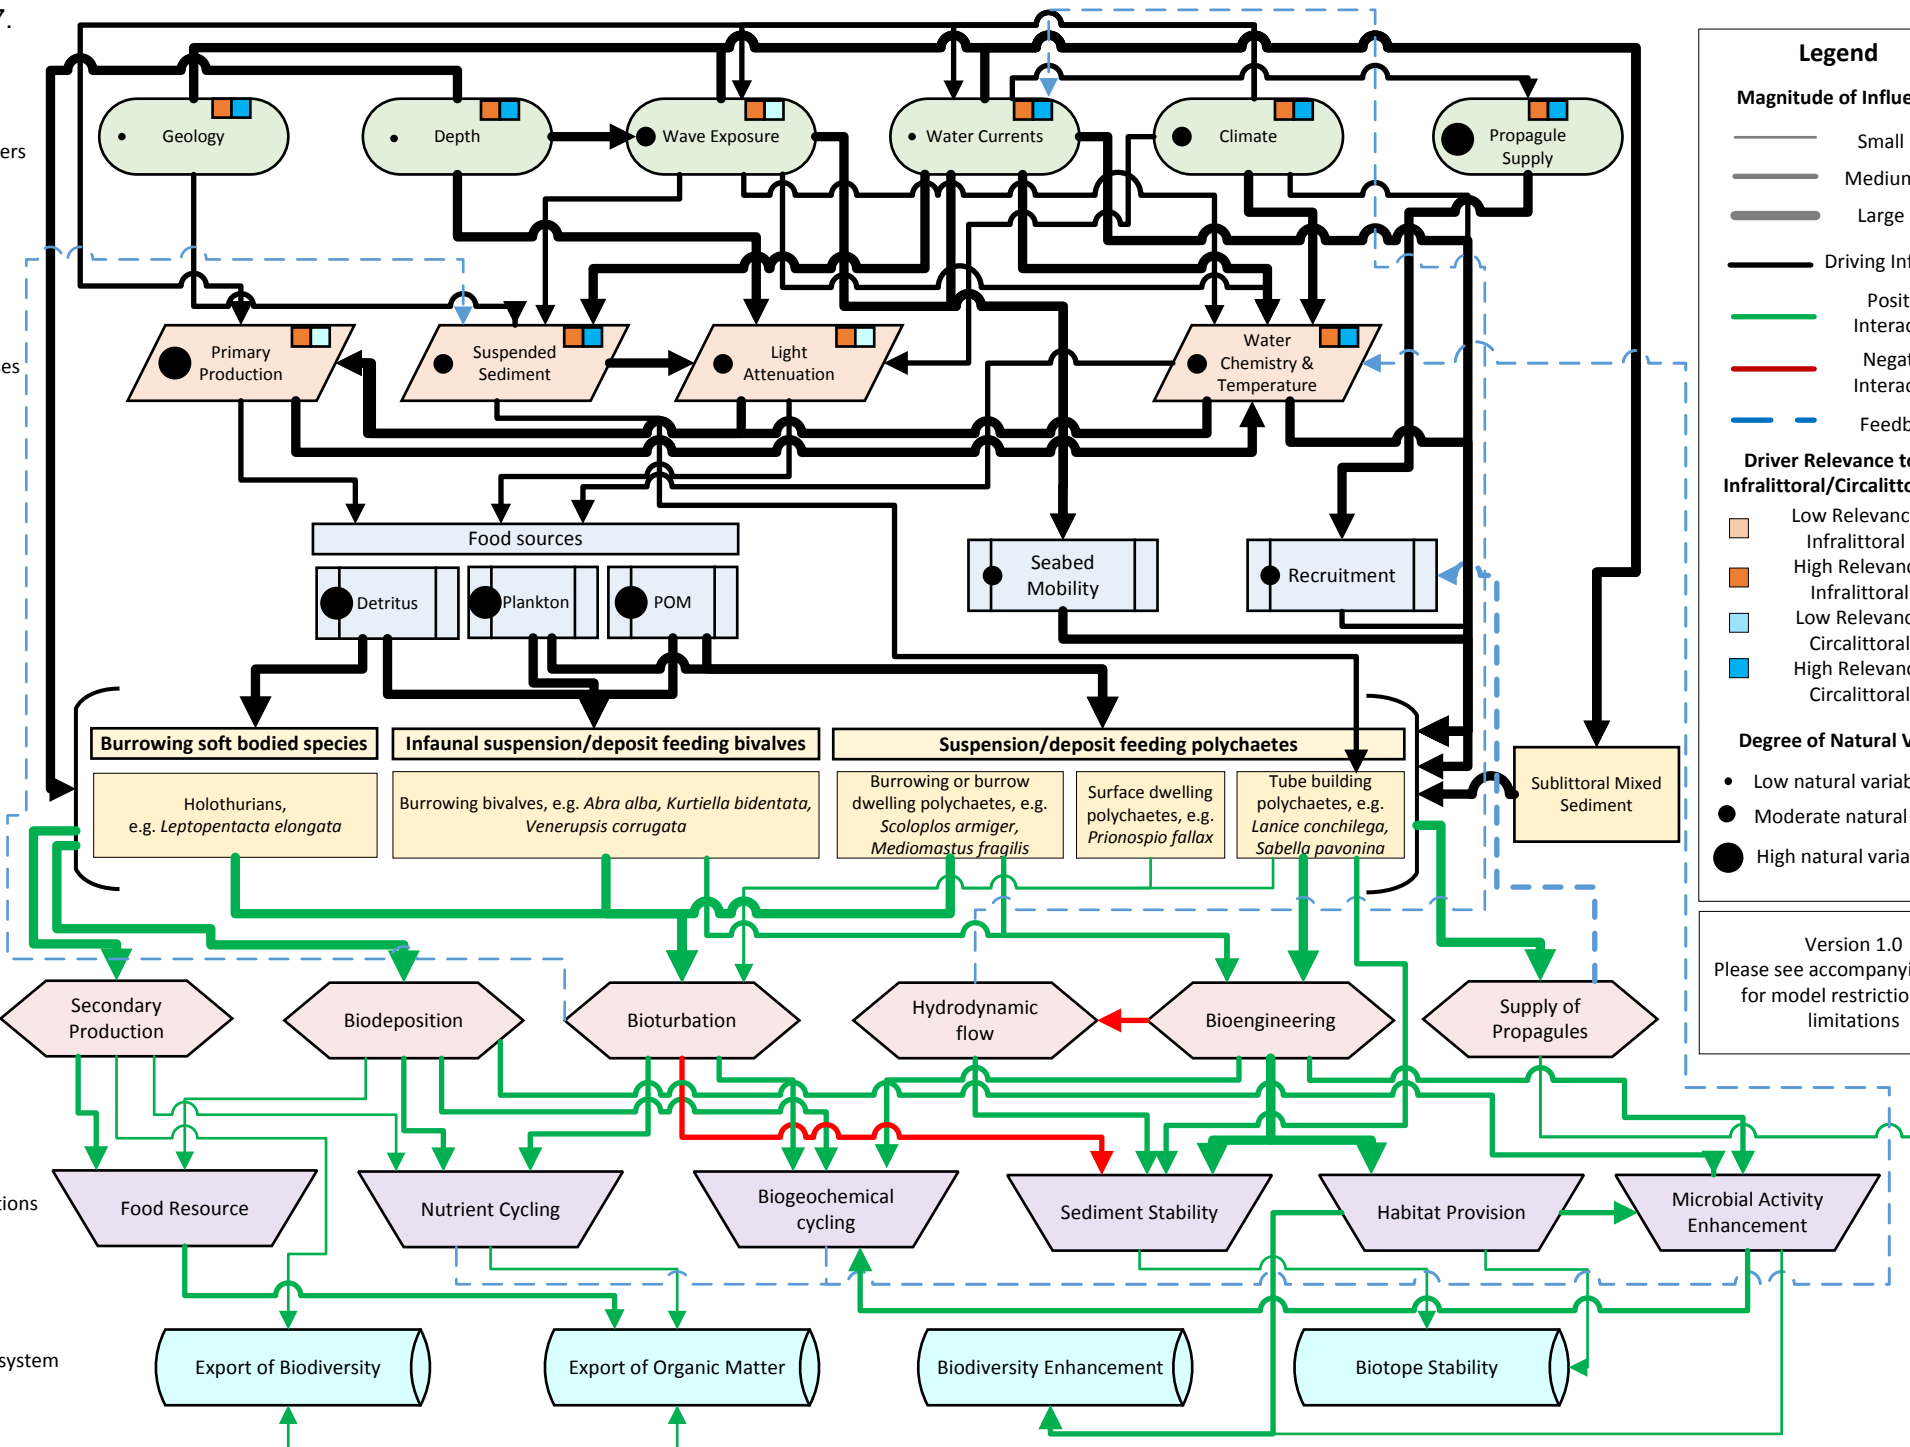 7.
Legend
Magnitude of Influe
Small
Medium
Large
Driving Inf
Posit
Interac
Negat
Interac
Feedb
Driver Relevance to
Infralittoral/Circalitto
Low Relevance
Infralittoral
High Relevance
Infralittoral
Low Relevance
Circalittoral
High Relevance
Circalittoral
Degree of Natural V
Low natural variab
Moderate natural
High natural varia
Version 1.0
Please see accompanyi
for model restrictio
limitations
ers
Geology
Depth
Wave Exposure
Water Currents
Climate
Propagule
Supply
ses
Primary
Production
Suspended
Sediment
Light
Attenuation
Water
Chemistry &
Temperature
Food sources
Detritus
Plankton
POM
Seabed
Mobility
Recruitment
Burrowing soft bodied species
Infaunal suspension/deposit feeding bivalves
Suspension/deposit feeding polychaetes
Holothurians,
e.g. Leptopentacta elongata
Burrowing bivalves, e.g. Abra alba, Kurtiella bidentata,
Venerupsis corrugata
Burrowing or burrow
dwelling polychaetes, e.g.
Scoloplos armiger,
Mediomastus fragilis
Surface dwelling
polychaetes, e.g.
Prionospio fallax
Tube building
polychaetes, e.g.
Lanice conchilega,
Sabella pavonina
Sublittoral Mixed
Sediment
Secondary
Production
Biodeposition
Bioturbation
Hydrodynamic
flow
Bioengineering
Supply of
Propagules
tions
Food Resource
Nutrient Cycling
Biogeochemical
cycling
Sediment Stability
Habitat Provision
Microbial Activity
Enhancement
system
Export of Biodiversity
Export of Organic Matter
Biodiversity Enhancement
Biotope Stability